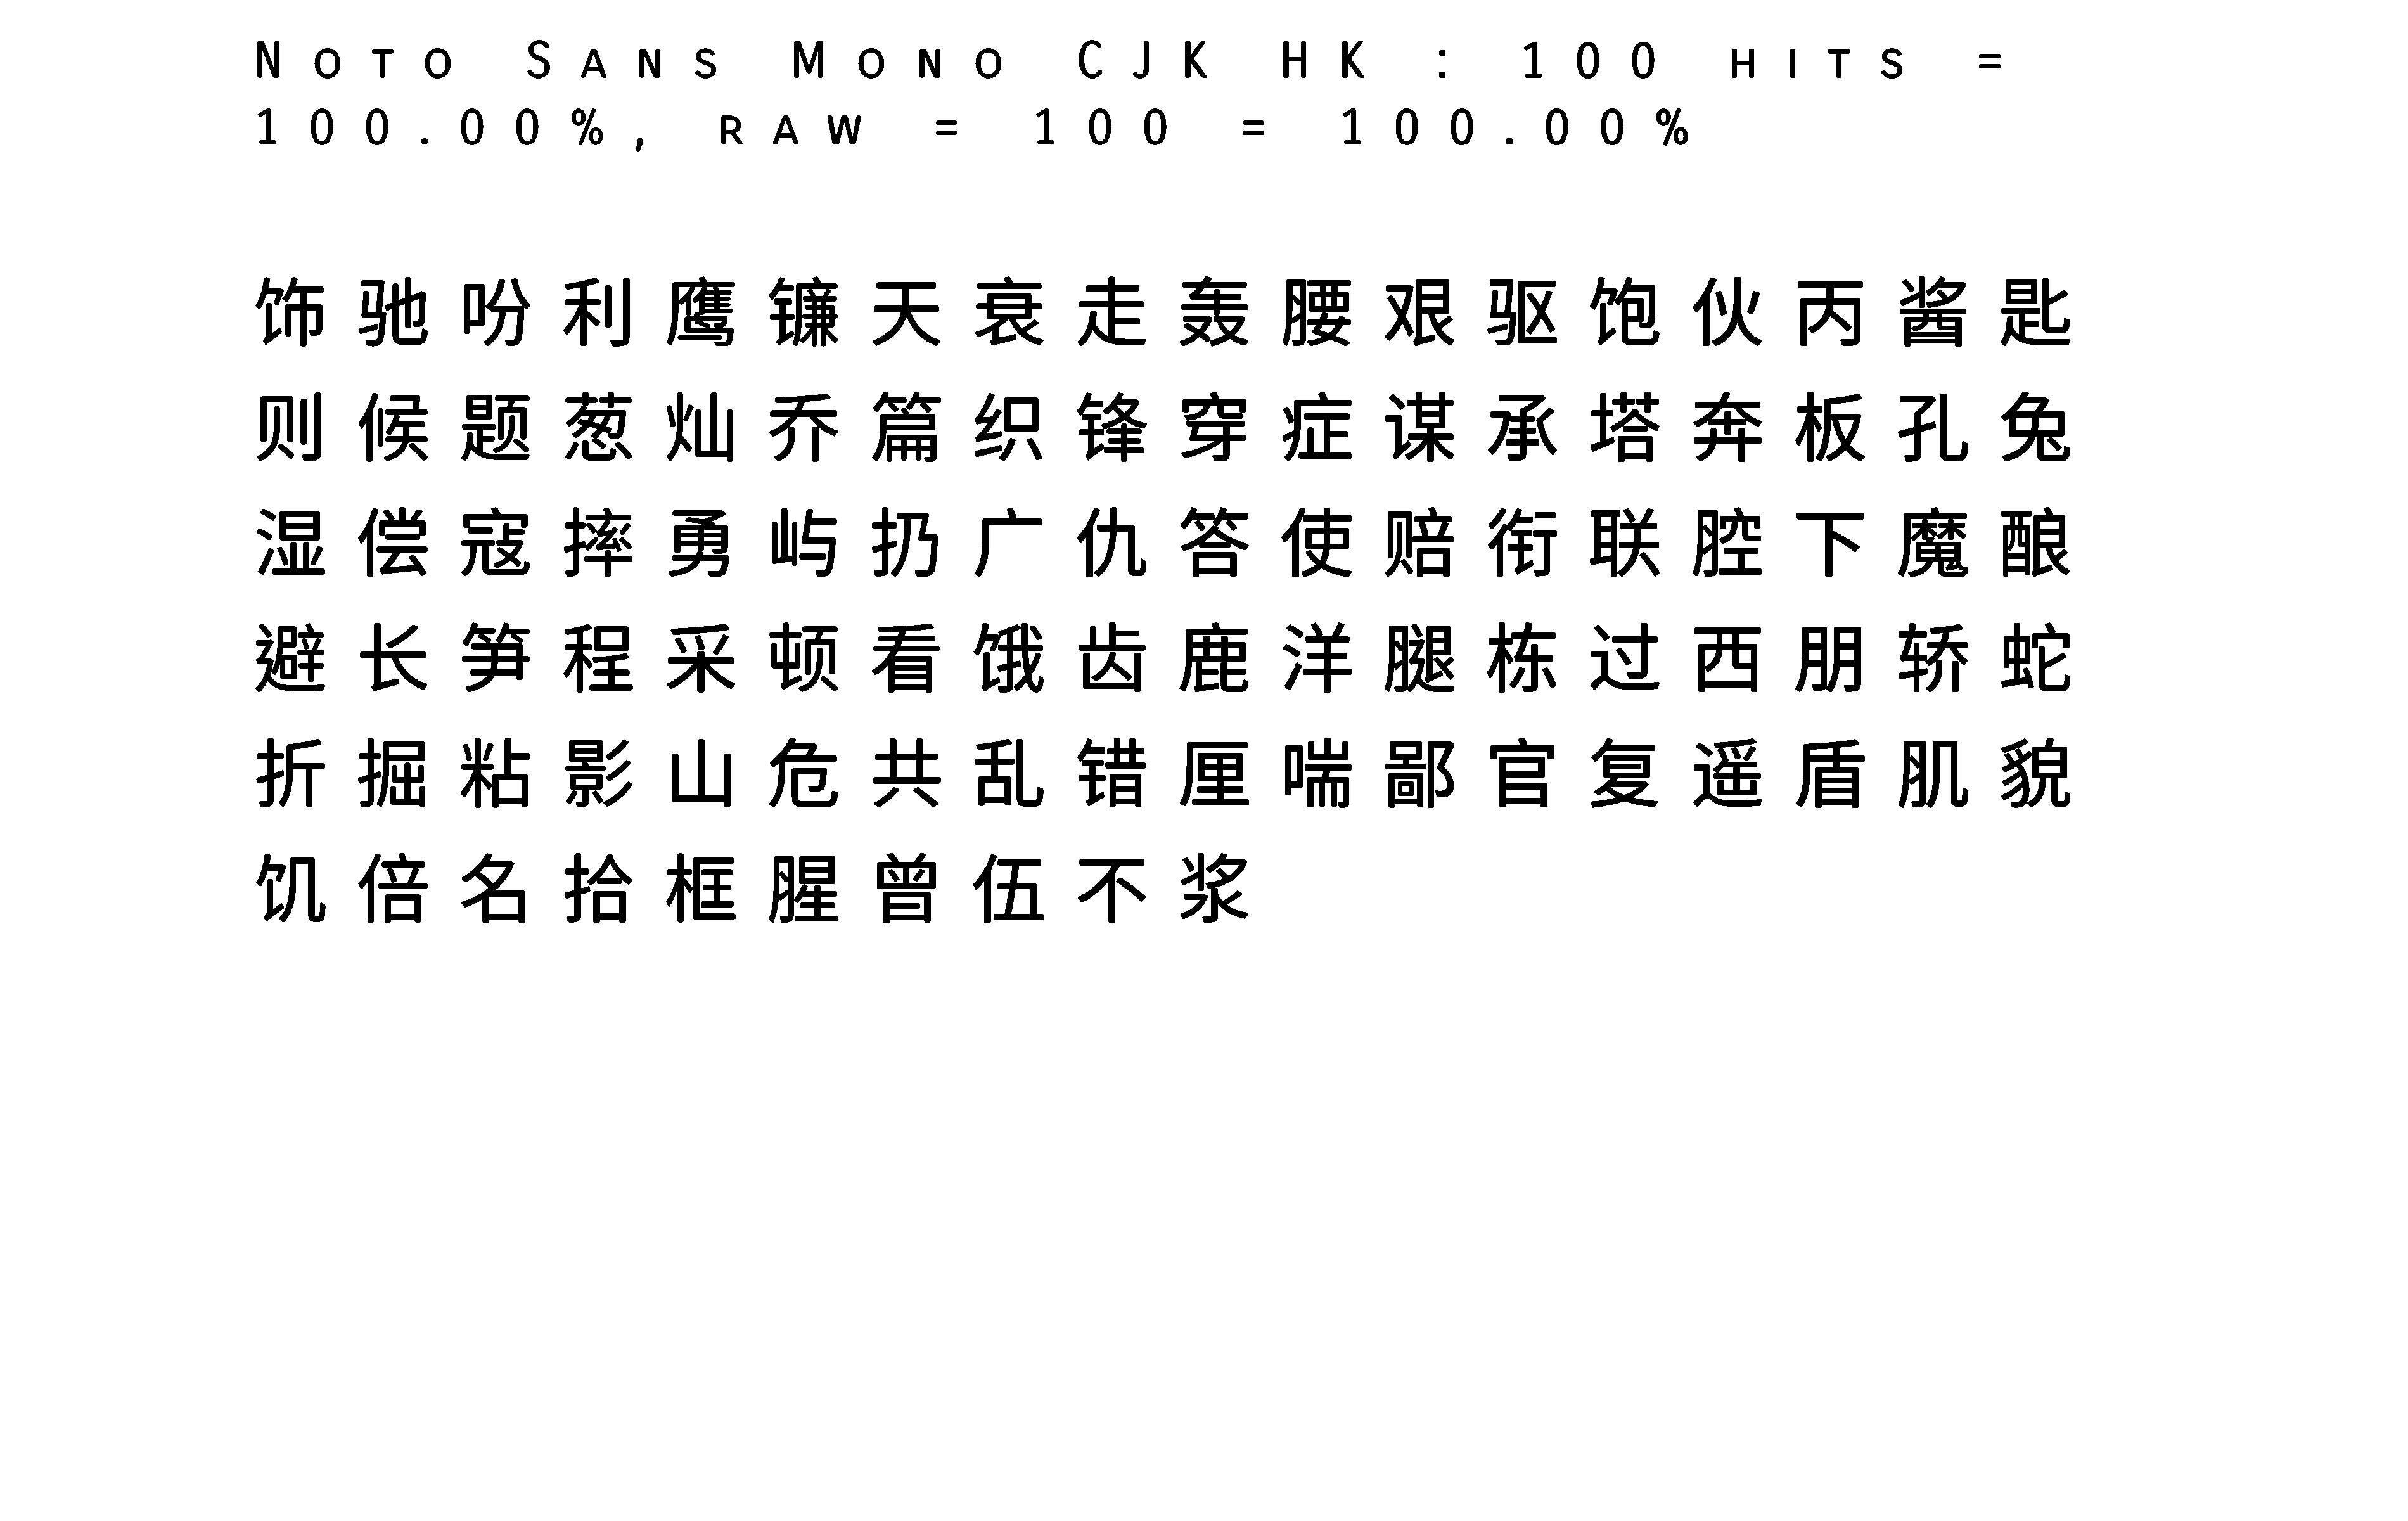 Noto Sans Mono CJK HK : 100 hits =
100.00%, raw = 100 = 100.00%
饰驰吩利鹰镰天衰走轰腰艰驱饱伙丙酱匙
则候题葱灿乔篇织锋穿症谋承塔奔板孔兔
湿偿寇摔勇屿扔广仇答使赔衔联腔下魔酿
避长笋程采顿看饿齿鹿洋腿栋过西朋轿蛇
折掘粘影山危共乱错厘喘鄙官复遥盾肌貌
饥倍名拾框腥曾伍不浆